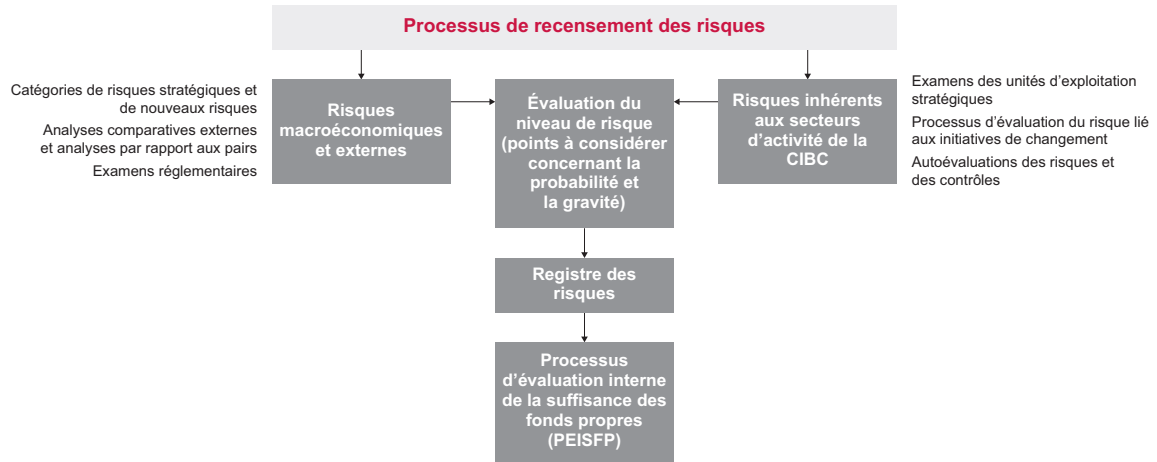 Processus de recensement des risques
Catégories de risques stratégiques et
de nouveaux risques
Analyses comparatives externes
et analyses par rapport aux pairs
Examens réglementaires
Risques
macroéconomiques
et externes
Évaluation du
niveau de risque
(points à considérer
concernant la
probabilité et
la gravité)
Risques inhérents
aux secteurs
d’activité de la
CIBC
Examens des unités d’exploitation
stratégiques
Processus d’évaluation du risque lié
aux initiatives de changement
Autoévaluations des risques et
des contrôles
Registre des
risques
Processus
d’évaluation interne
de la suffisance des
fonds propres
(PEISFP)